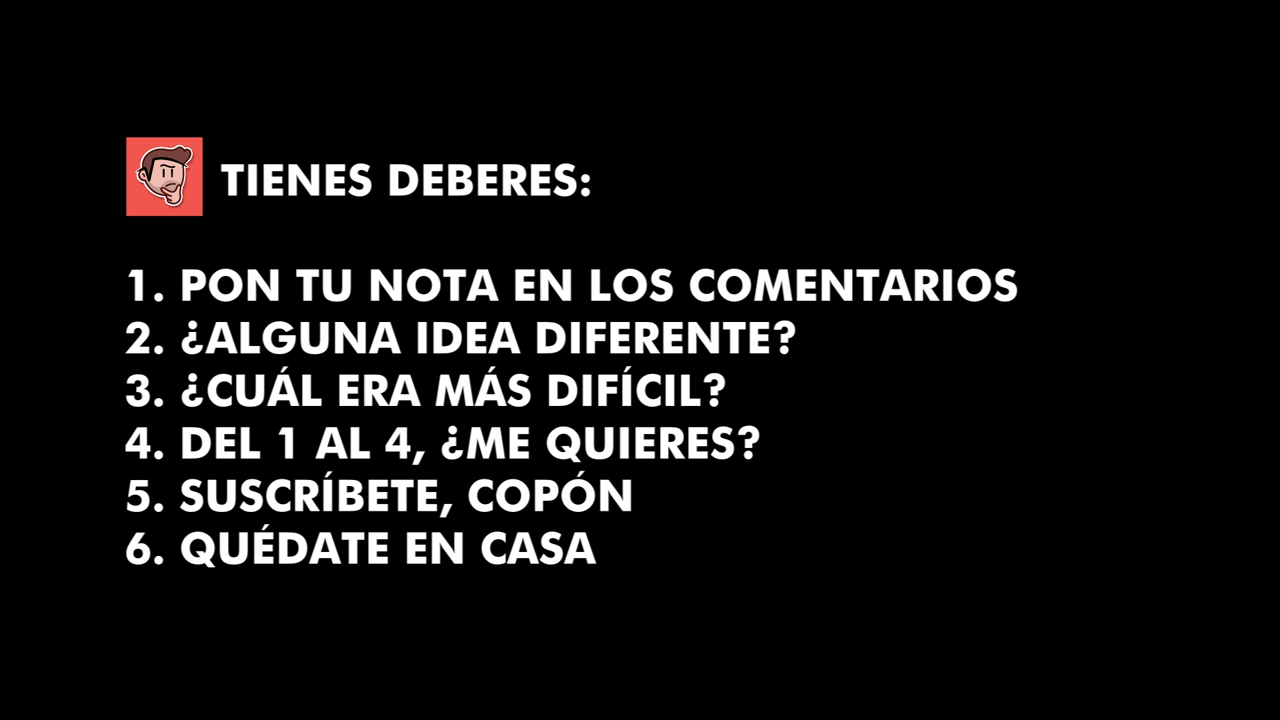 TIENES DEBERES:
1. PON TU NOTA EN LOS COMENTARIOS
2. ¿ALGUNA IDEA DIFERENTE?
3. ¿CUÁL ERA MÁS DIFÍCIL?
4. DEL 1 AL 4, ¿ME QUIERES?
5. SUSCRÍBETE, COPÓN
6. QUÉDATE EN CASA